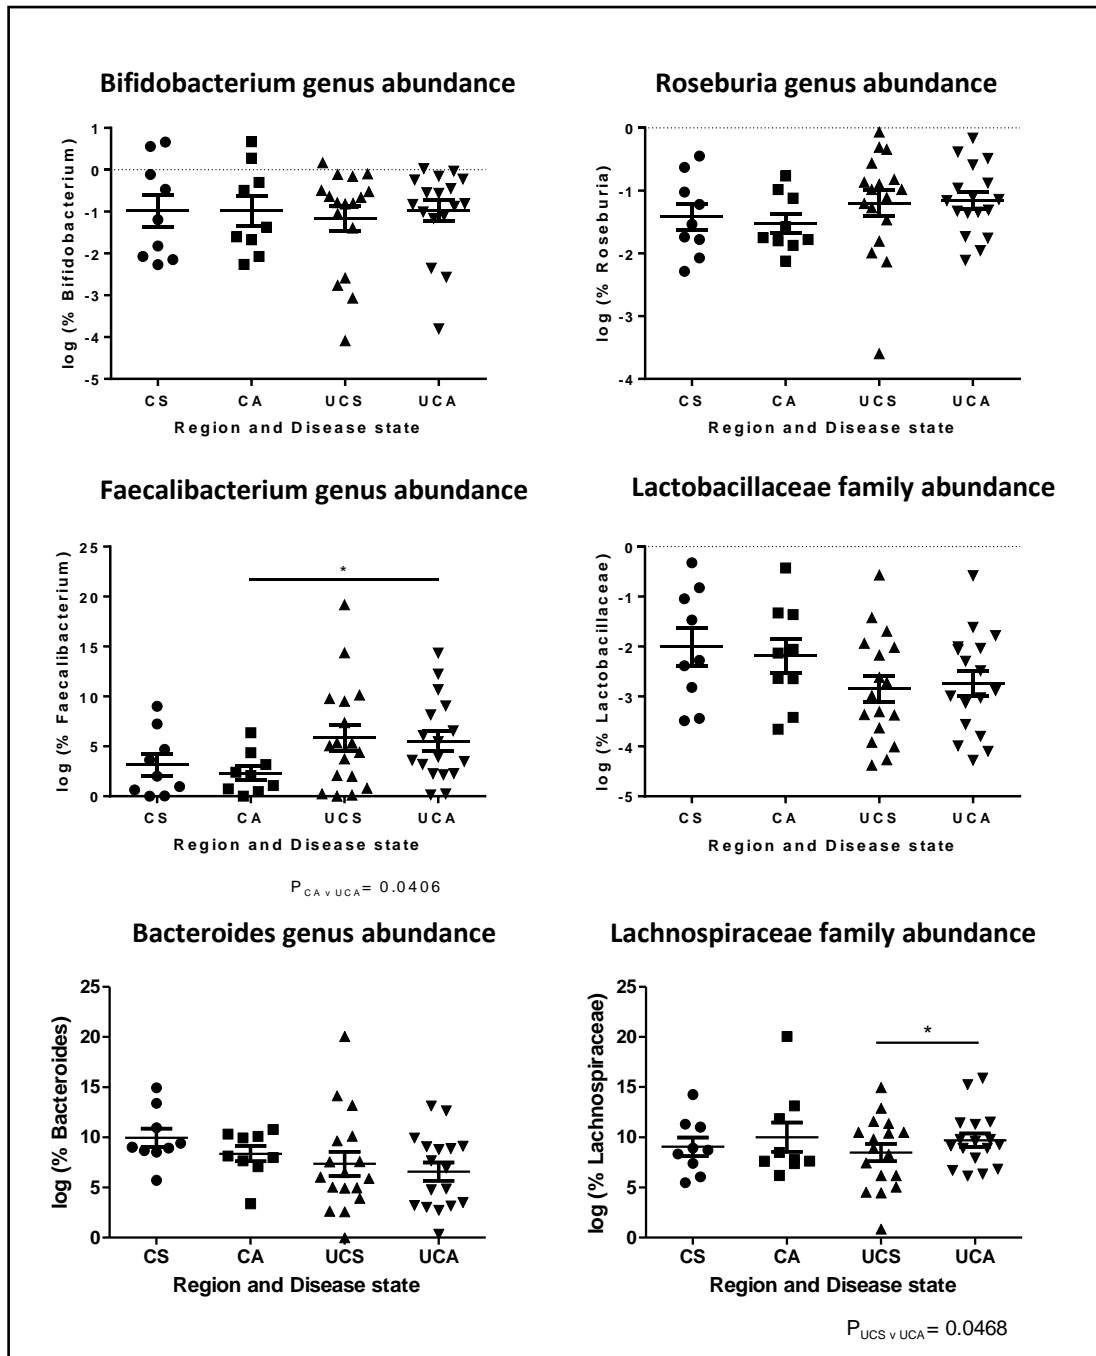 Bifidobacterium genus abundance
log (% Bifidobacterium)
1
0
-1
-2
-3
-4
-5
CS CA UCS UCA
Region and Disease state
Roseburia genus abundance
log (% Roseburia)
0
-1
-2
-3
-4
CS CA UCS UCA
Region and Disease state
Faecalibacterium genus abundance
log (% Faecalibacterium)
25
20
15
10
5
0
*
CS CA UCS UCA
Region and Disease state
P CA v UCA = 0.0406
Lactobacillaceae family abundance
log (% Lactobacillaceae)
0
-1
-2
-3
-4
-5
CS CA UCS UCA
Region and Disease state
Bacteroides genus abundance
log (% Bacteroides)
25
20
15
10
5
0
CS CA UCS UCA
Region and Disease state
Lachnospiraceae family abundance
log (% Lachnospiraceae)
25
20
15
10
5
0
*
CS CA UCS UCA
Region and Disease state
P UCS v UCA = 0.0468